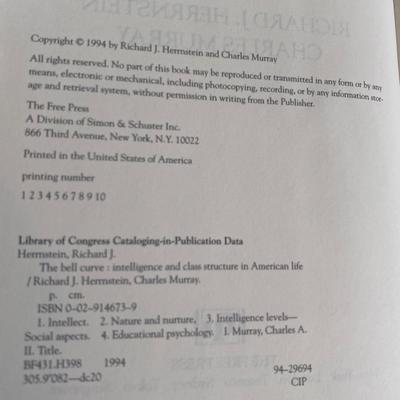 RICHARD J. HERRNSTEIN
CHARLES MURRAY
Copyright © 1994 by Richard J. Herrnstein and Charles Murray
All rights reserved. No part of this book may be reproduced or transmitted in any form or by any
means, electronic or mechanical, including photocopying, recording, or by any information stor-
age and retrieval system, without permission in writing from the Publisher.
The Free Press
A Division of Simon & Schuster Inc.
866 Third Avenue, New York, N.Y. 10022
Printed in the United States of America
printing number
1 2 3 4 5 6 7 8 9 10
Library of Congress Cataloging-in-Publication Data
Herrnstein, Richard J.
The bell curve : intelligence and class structure in American life
/ Richard J. Herrnstein, Charles Murray.
p. cm.
ISBN 0-02-914673-9
1. Intellect. 2. Nature and nurture, 3. Intelligence levels—
Social aspects. 4. Educational psychology. I. Murray, Charles A.
II. Title.
BF431.H398 1994
305.9'082—dc20
94-29694
CIP
THE FREE PRESS